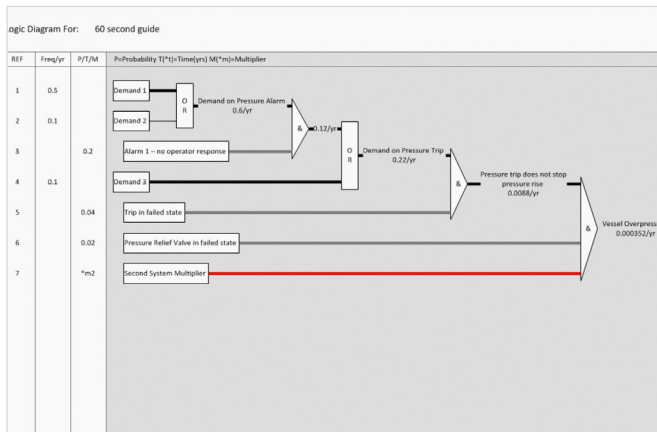 .ogic Diagram For: 60 second guide
REF Freq/yr P/T/M P=Probability T(*t)=Time(yrs) M(*m)=Multiplier
1 0.5 Demand 1
O
R
Demand on Pressure Alarm
0.6/yr
2 0.1 Demand 2
&
0.12/yr
3 0.2 Alarm 1 – no operator response
O
R
Demand on Pressure Trip
0.22/yr
4 0.1 Demand 3
&
Pressure trip does not stop
pressure rise
0.0088/yr
5 0.04 Trip in failed state
6 0.02 Pressure Relief Valve in failed state
&
Vessel Overpress
0.000352/yr
7 *m2 Second System Multiplier